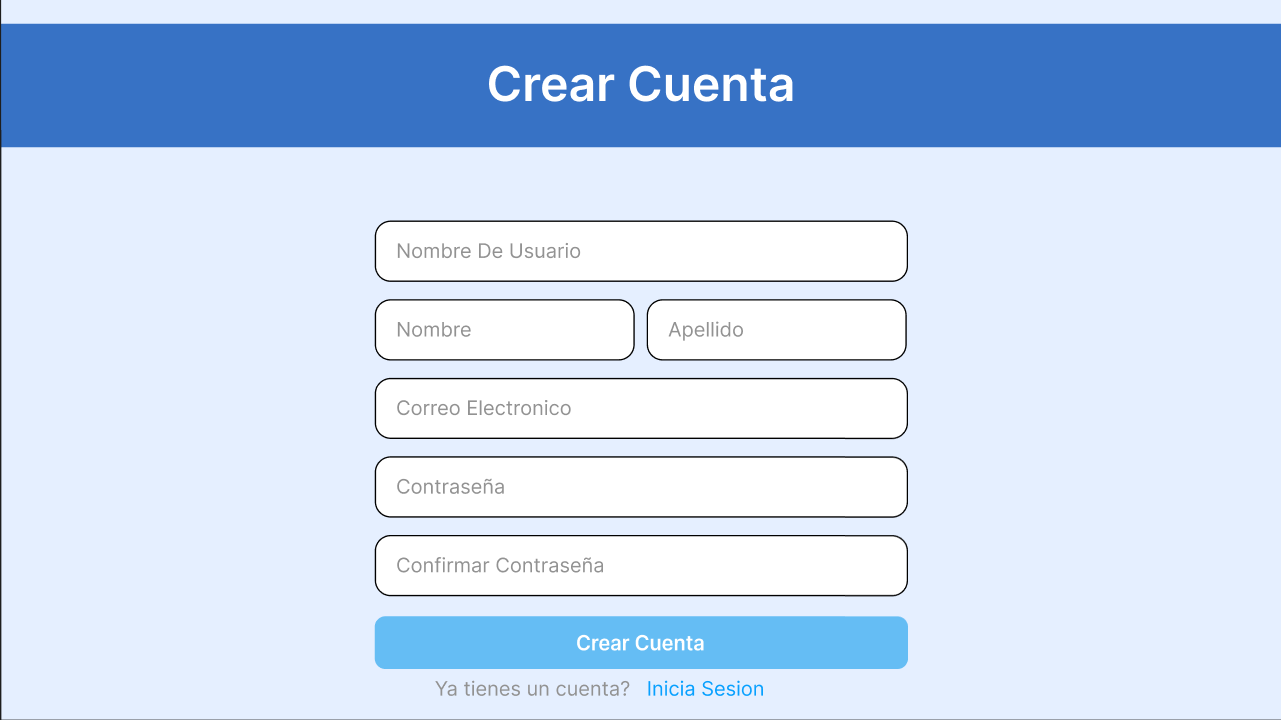 Crear Cuenta
Nombre De Usuario
Nombre
Apellido
Correo Electronico
Contraseña
Confirmar Contraseña
Crear Cuenta
Ya tienes un cuenta? Inicia Sesion